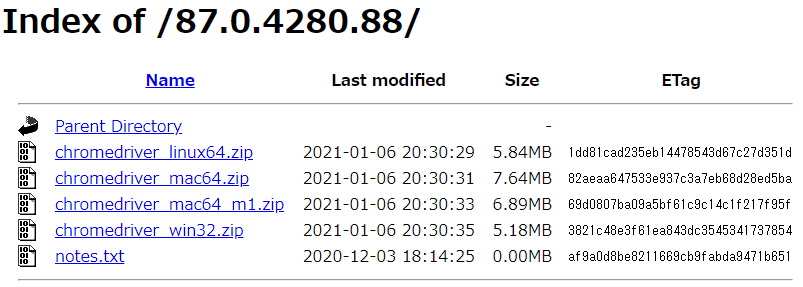 Index of /87.0.4280.88/
Name Last modified Size ETag
Parent Directory -
chromedriver_linux64.zip 2021-01-06 20:30:29 5.84MB 1dd81cad235eb14478543d67c27d351d
chromedriver_mac64.zip 2021-01-06 20:30:31 7.64MB 82aeaa647533e937c3a7eb68d28ed5ba
chromedriver_mac64_m1.zip 2021-01-06 20:30:33 6.89MB 69d0807ba09a5bf61c9c14c1f217f95f
chromedriver_win32.zip 2021-01-06 20:30:35 5.18MB 3821c48e3f61ea843dc3545341737854
notes.txt 2020-12-03 18:14:25 0.00MB af9a0d8be8211669cb9fabda9471b651